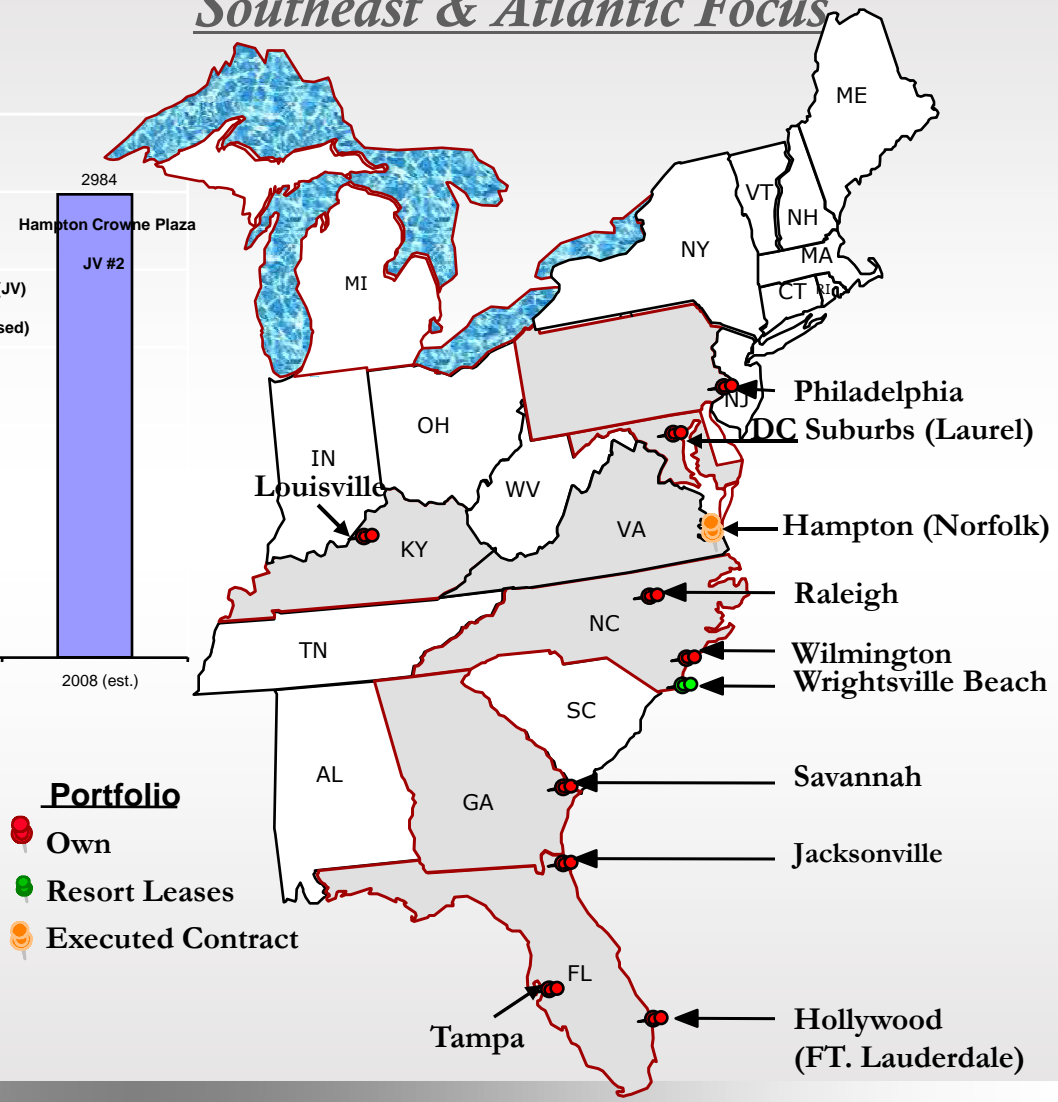 Southeast & Atlantic Focus
2984
Hampton Crowne Plaza
JV #2
(JV)
sed)
2008 (est.)
Portfolio
Own
Resort Leases
Executed Contract
ME
VT
NH
NY
MA
CT
RI
MI
NJ
OH
IN
WV
VA
KY
NC
TN
SC
AL
GA
FL
Philadelphia
DC Suburbs (Laurel)
Louisville
Hampton (Norfolk)
Raleigh
Wilmington
Wrightsville Beach
Savannah
Jacksonville
Tampa
Hollywood
(FT. Lauderdale)